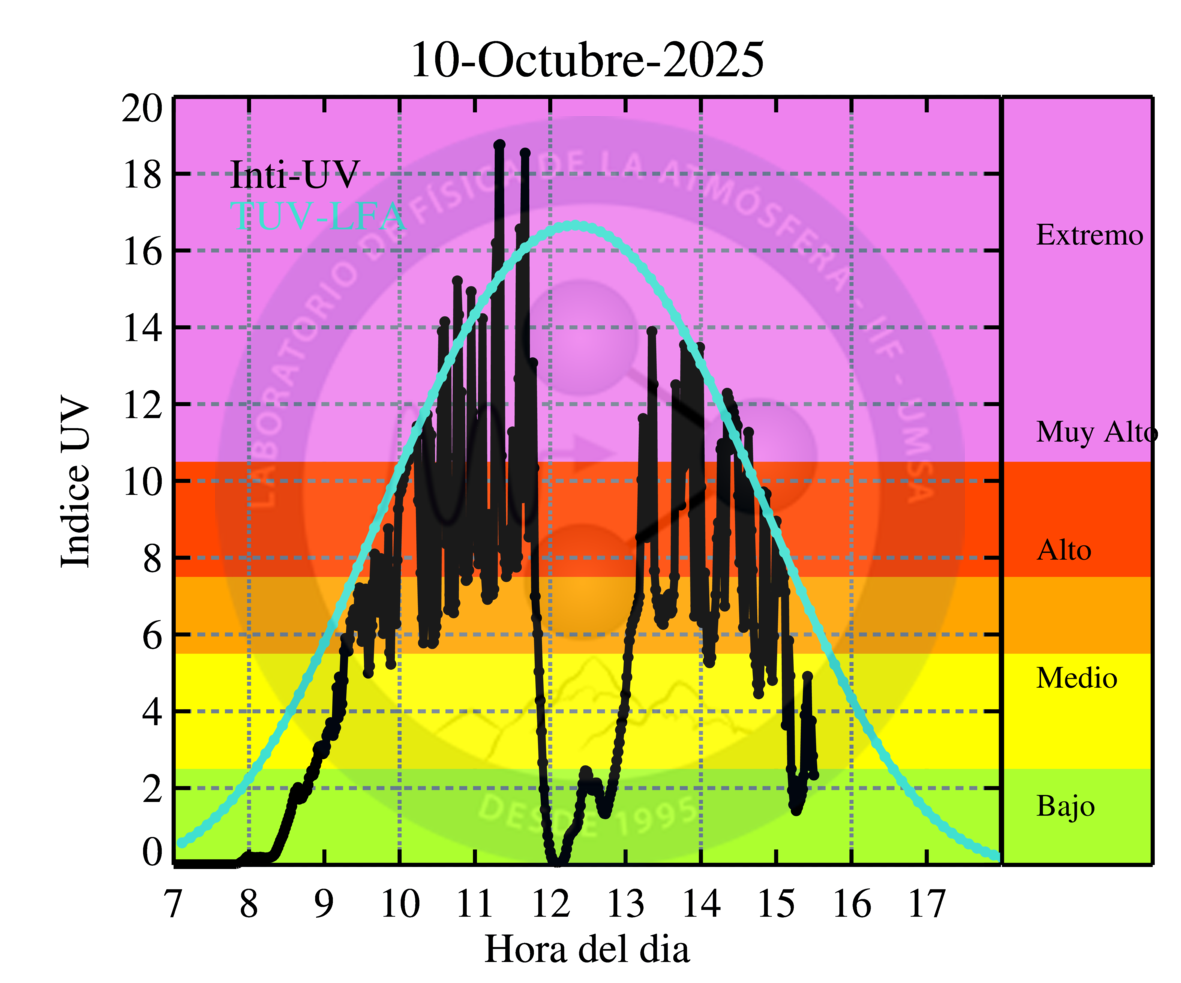 10-Octubre-2025
20
18
16
14
12
10
8
6
4
2
0
Indice UV
Inti-UV
TUV-LFA
LABORATORIO DE FÍSICA DE LA ATMÓSFERA - IIF - UMSA
DESDE 1995
Extremo
Muy Alto
Alto
Medio
Bajo
7 8 9 10 11 12 13 14 15 16 17
Hora del dia